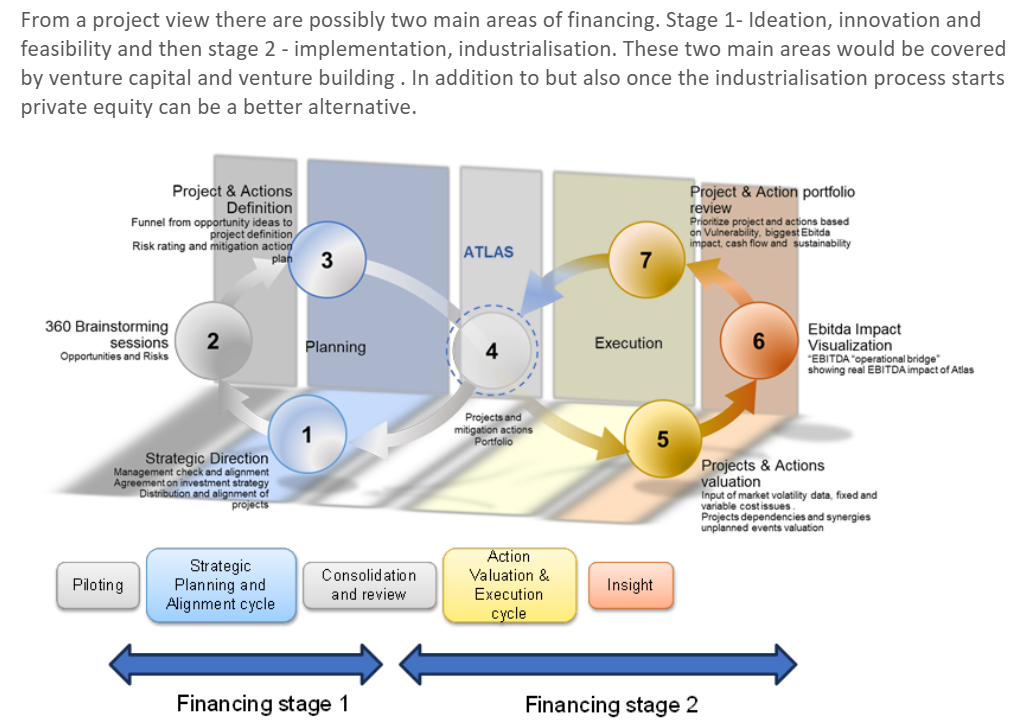 From a project view there are possibly two main areas of financing. Stage 1- Ideation, innovation and
feasibility and then stage 2 - implementation, industrialisation. These two main areas would be covered
by venture capital and venture building . In addition to but also once the industrialisation process starts
private equity can be a better alternative.
Project & Actions
Definition
Funnel from opportunity ideas to
project definition
Risk rating and mitigation action
plan
3
ATLAS
7
Project & Action portfolio
review
Prioritize project and actions based
on Vulnerability, biggest Ebitda
impact, cash flow and sustainability
360 Brainstorming
sessions
Opportunities and Risks
2
Planning
4
Execution
6
Ebitda Impact
Visualization
"EBITDA "operational bridge"
showing real EBITDA impact of Atlas
1
Strategic Direction
Management check and alignment
Agreement on investment strategy
Distribution and alignment of
projects
Projects and
mitigation actions
Portfolio
5
Projects & Actions
valuation
Input of market volatility data, fixed and
variable cost issues .
Projects dependencies and synergies
unplanned events valuation
Piloting
Strategic
Planning and
Alignment cycle
Consolidation
and review
Action
Valuation &
Execution
cycle
Insight
Financing stage 1
Financing stage 2